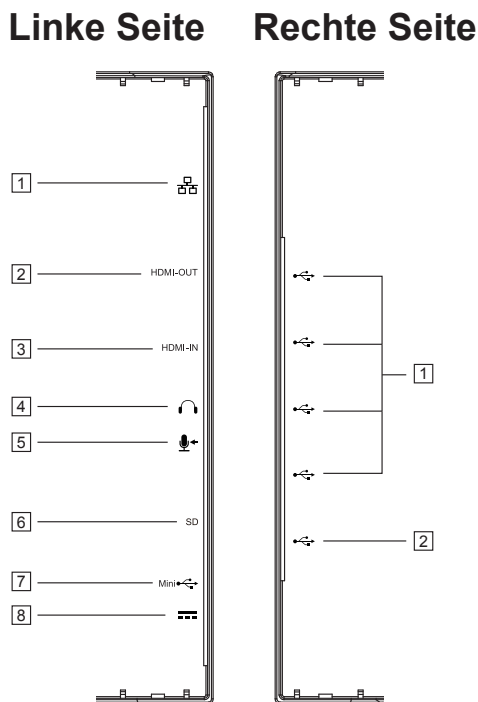 Linke Seite
Rechte Seite
1
2 HDMI-OUT
3 HDMI-IN
4
5
6 SD
7 Mini
8
1
2